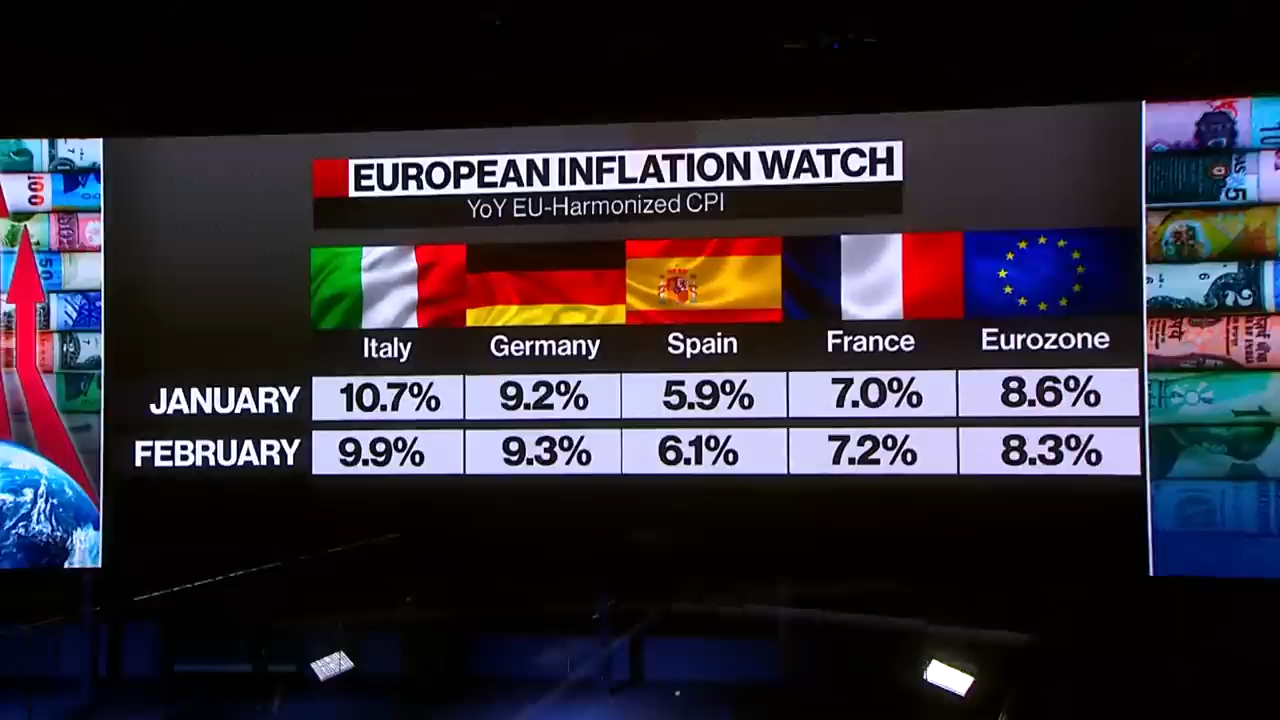 EUROPEAN INFLATION WATCH
YoY EU-Harmonized CPI
Italy Germany Spain France Eurozone
JANUARY 10.7% 9.2% 5.9% 7.0% 8.6%
FEBRUARY 9.9% 9.3% 6.1% 7.2% 8.3%